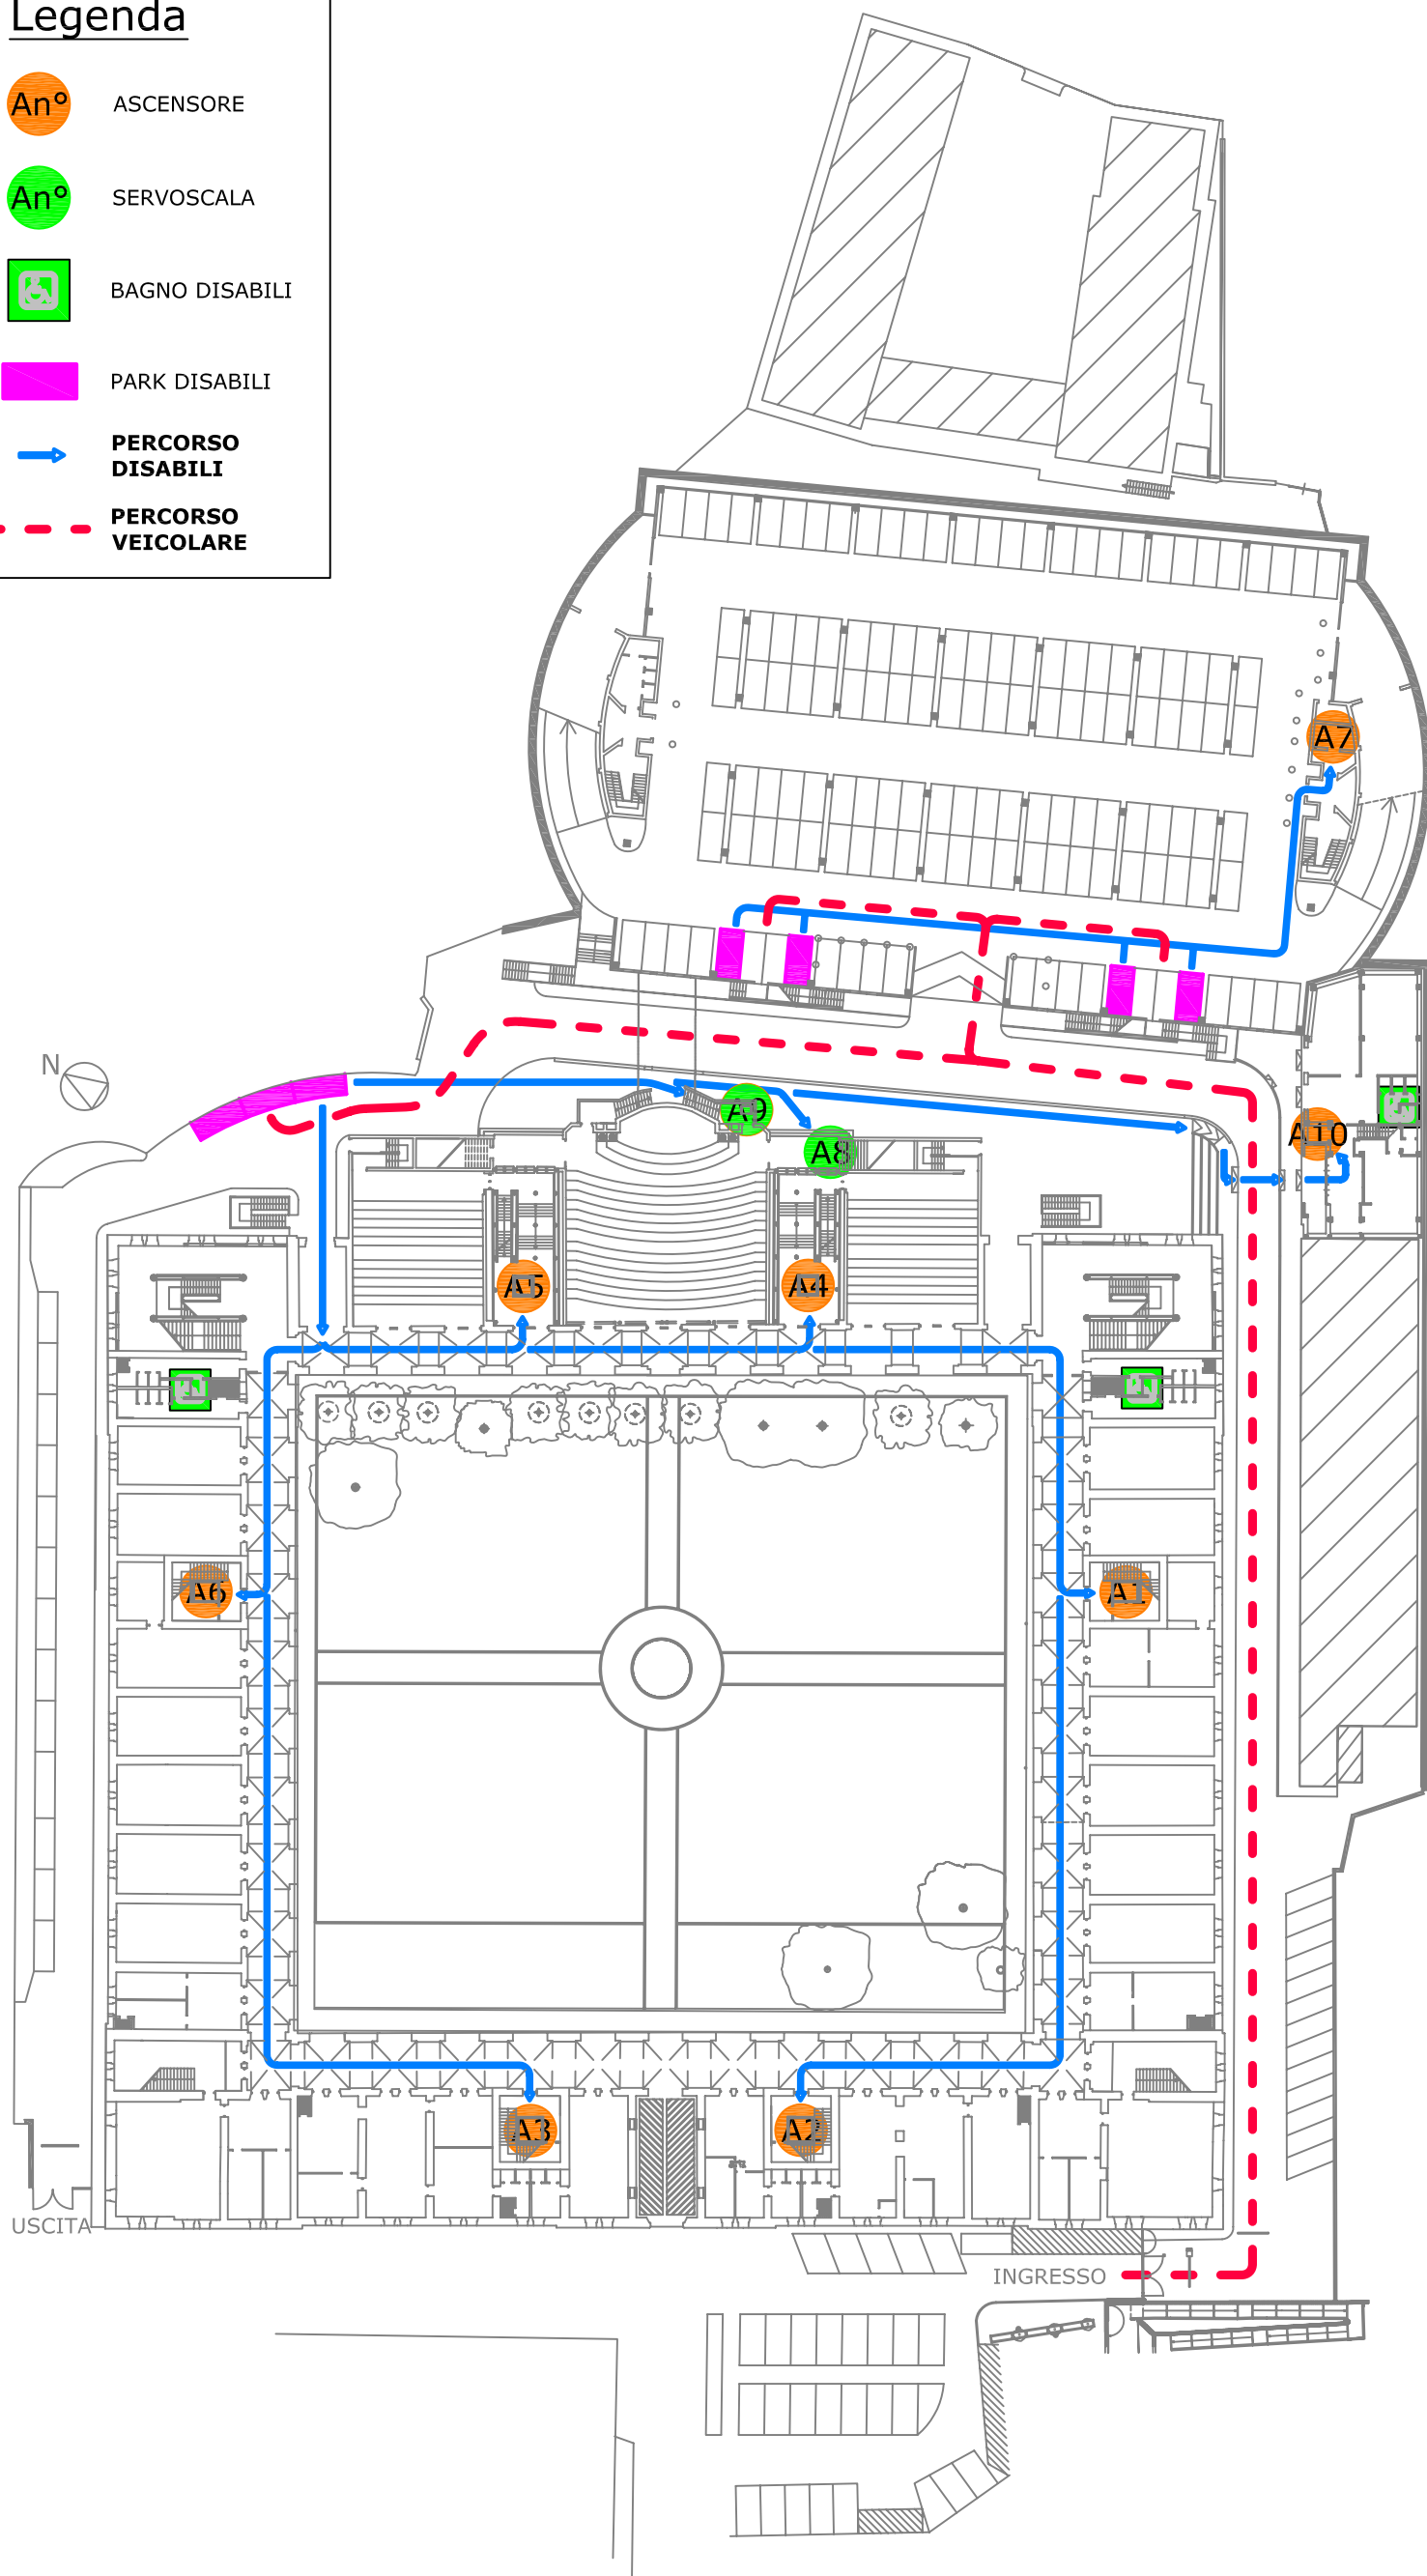 Legenda
An° ASCENSORE
An° SERVOSCALA
BAGNO DISABILI
PARK DISABILI
PERCORSO
DISABILI
PERCORSO
VEICOLARE
A7
N
A9
A8
A10
A5
A4
A6
A1
A3
A2
USCITA
INGRESSO